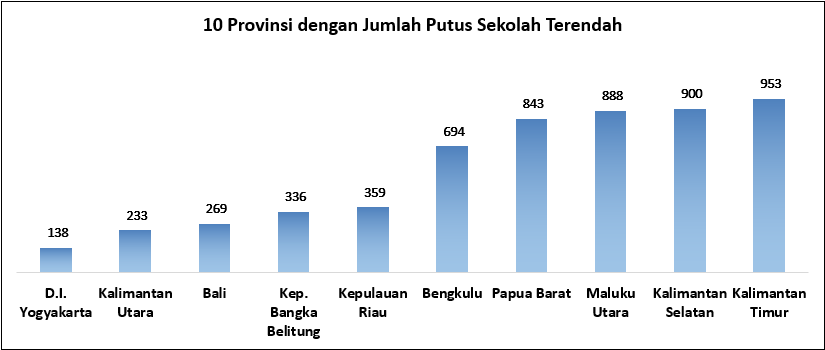 10 Provinsi dengan Jumlah Putus Sekolah Terendah
138
233
269
336
359
694
843
888
900
953
D.I.
Yogyakarta
Kalimantan
Utara
Bali
Kep.
Bangka
Belitung
Kepulauan
Riau
Bengkulu
Papua Barat
Maluku
Utara
Kalimantan
Selatan
Kalimantan
Timur